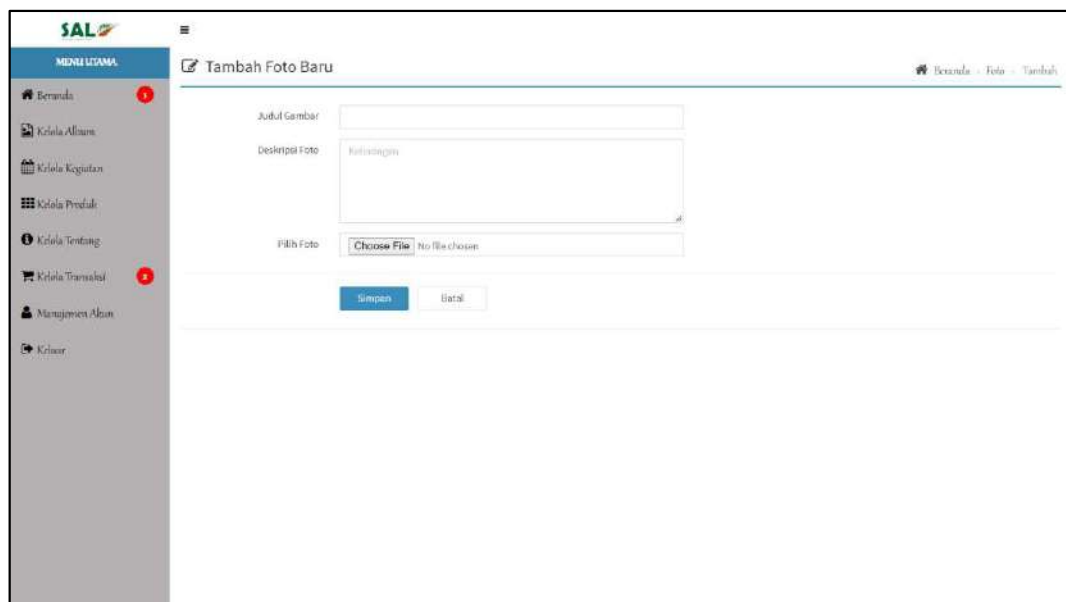 SAL
MENU UTAMA
Beranda
Kelola Album
Kelola Kegiatan
Kelola Produk
Kelola Tentang
Kelola Transaksi
Manajemen Akun
Keluar
Tambah Foto Baru
Beranda - Foto - Tambah
Judul Gambar
Deskripsi Foto
Keterangan
Pilih Foto
Choose File No file chosen
Simpan Batal